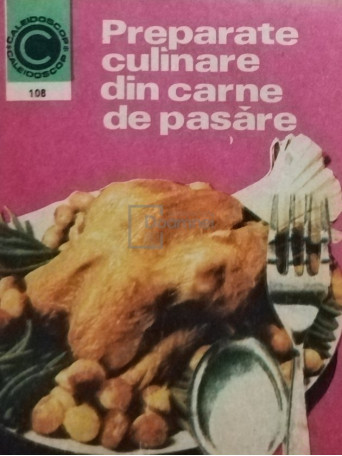 CALEIDOSCOP
CALEIDOSCOP
C
108
Preparate
culinare
din carne
de pasăre